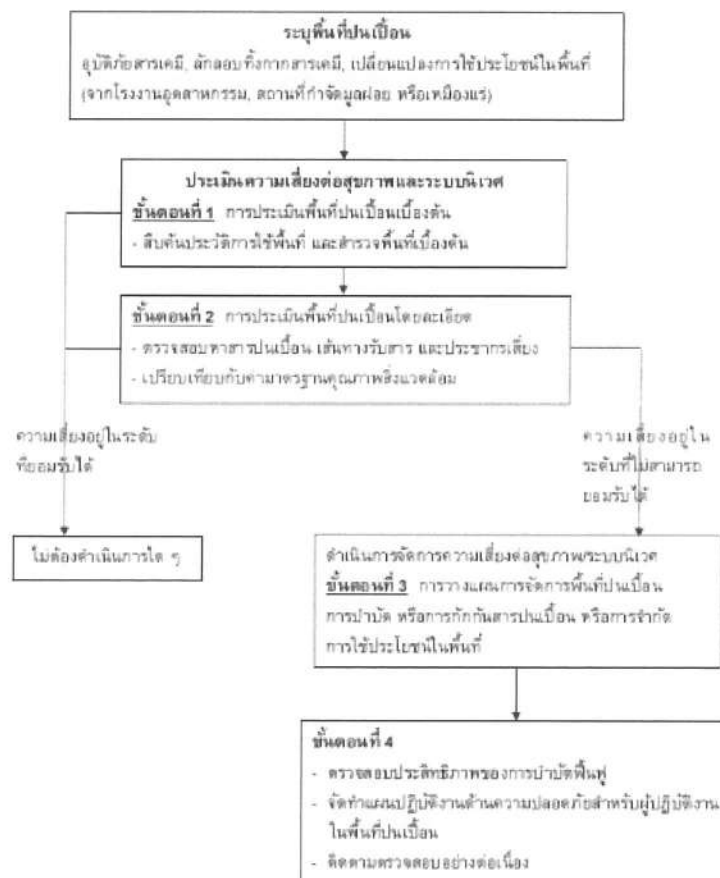 ระบุพื้นที่ปนเปื้อน
อุบัติภัยสารเคมี, ลักลอบทิ้งกากสารเคมี, เปลี่ยนแปลงการใช้ประโยชน์ในพื้นที่
(จากโรงงานอุตสาหกรรม, สถานที่กำจัดมูลฝอย หรือเหมืองแร่)
ประเมินความเสี่ยงต่อสุขภาพและระบบนิเวศ
ขั้นตอนที่ 1 การประเมินพื้นที่ปนเปื้อนเบื้องต้น
- สืบค้นประวัติการใช้พื้นที่ และสำรวจพื้นที่เบื้องต้น
ขั้นตอนที่ 2 การประเมินพื้นที่ปนเปื้อนโดยละเอียด
- ตรวจสอบหาสารปนเปื้อน เส้นทางรับสาร และประชากรเสี่ยง
- เปรียบเทียบกับค่ามาตรฐานคุณภาพสิ่งแวดล้อม
ความเสี่ยงอยู่ในระดับ
ที่ยอมรับได้
ความเสี่ยงอยู่ใน
ระดับที่ไม่สามารถ
ยอมรับได้
ไม่ต้องดำเนินการใด ๆ
ดำเนินการจัดการความเสี่ยงต่อสุขภาพ/ระบบนิเวศ
ขั้นตอนที่ 3 การวางแผนการจัดการพื้นที่ปนเปื้อน
การบำบัด หรือการกักกันสารปนเปื้อน หรือการจำกัด
การใช้ประโยชน์ในพื้นที่
ขั้นตอนที่ 4
- ตรวจสอบประสิทธิภาพของการบำบัดฟื้นฟู
- จัดทำแผนปฏิบัติงานด้านความปลอดภัยสำหรับผู้ปฏิบัติงาน
ในพื้นที่ปนเปื้อน
- ติดตามตรวจสอบอย่างต่อเนื่อง